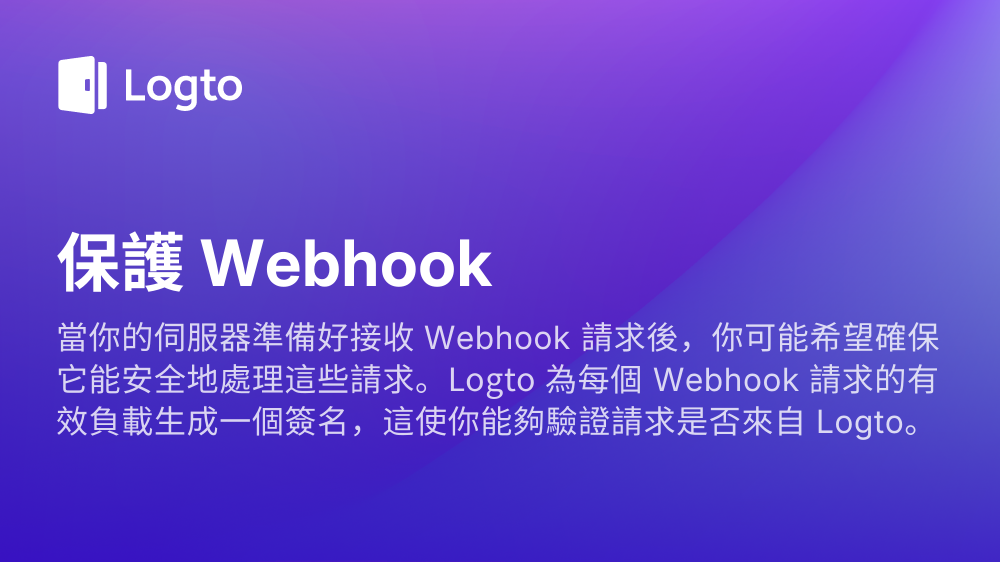 Logto
保護 Webhook
當你的伺服器準備好接收 Webhook 請求後，你可能希望確保
它能安全地處理這些請求。Logto 為每個 Webhook 請求的有
效負載生成一個簽名，這使你能夠驗證請求是否來自 Logto。